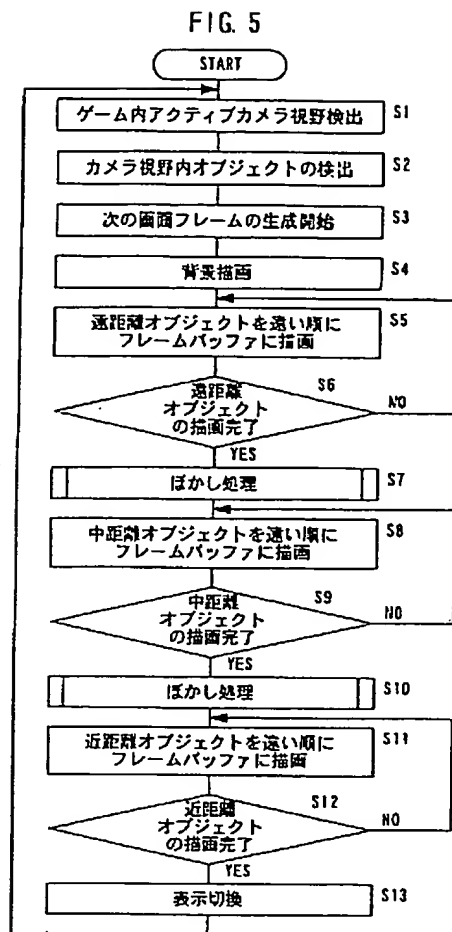 FIG. 5
START
ゲーム内アクティブカメラ視野検出 S1
カメラ視野内オブジェクトの検出 S2
次の画面フレームの生成開始 S3
背景描画 S4
遠距離オブジェクトを遠い順に S5
フレームバッファに描画
遠距離 S6
オブジェクト NO
の描画完了
YES
ぼかし処理 S7
中距離オブジェクトを遠い順に S8
フレームバッファに描画
中距離 S9
オブジェクト NO
の描画完了
YES
ぼかし処理 S10
近距離オブジェクトを遠い順に S11
フレームバッファに描画
近距離 S12
オブジェクト NO
の描画完了
YES
表示切換 S13